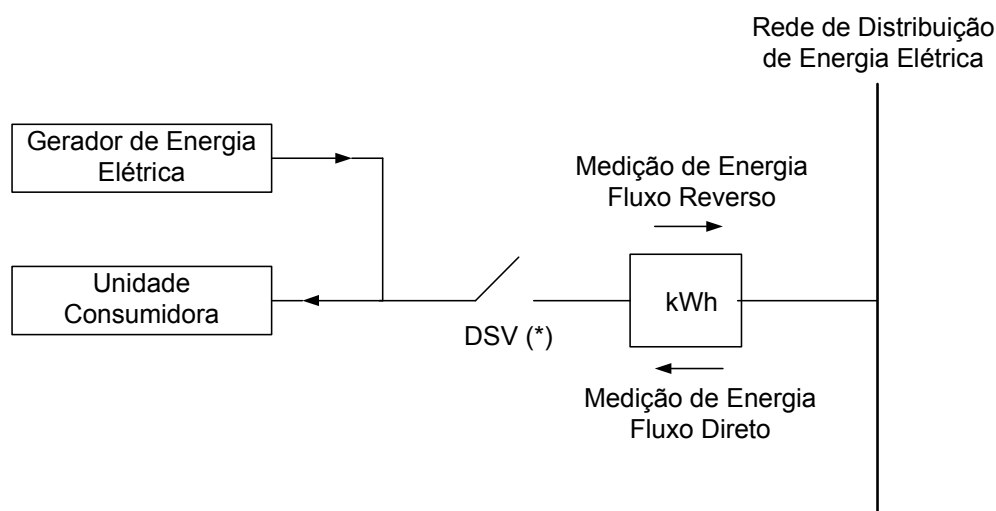 Rede de Distribuição
de Energia Elétrica
Gerador de Energia
Elétrica
Medição de Energia
Fluxo Reverso
Unidade
Consumidora
kWh
DSV (*)
Medição de Energia
Fluxo Direto